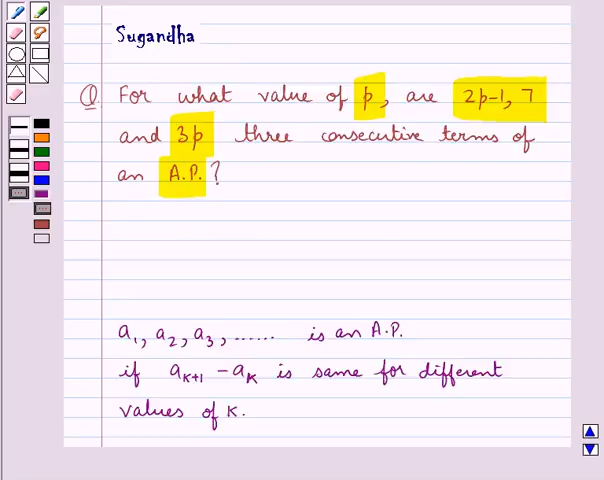 Sugandha
Q For what value of p, are 2p-1, 7
and 3p three consecutive terms of
an A.P.?
a₁, a₂, a₃, ...... is an A.P.
if aₖ₊₁ - aₖ is same for different
values of k.